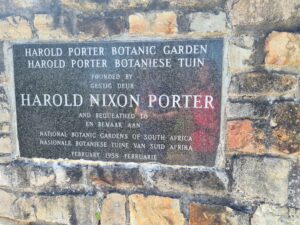 HAROLD PORTER BOTANIC GARDEN
HAROLD PORTER BOTANIESE TUIN
FOUNDED BY
GESTIG DEUR
HAROLD NIXON PORTER
AND BEQUEATHED TO
EN BEMAAK AAN
NATIONAL BOTANIC GARDENS OF SOUTH AFRICA
NASIONALE BOTANIESE TUINE VAN SUID AFRIKA
FEBRUARY 1958 FEBRUARIE